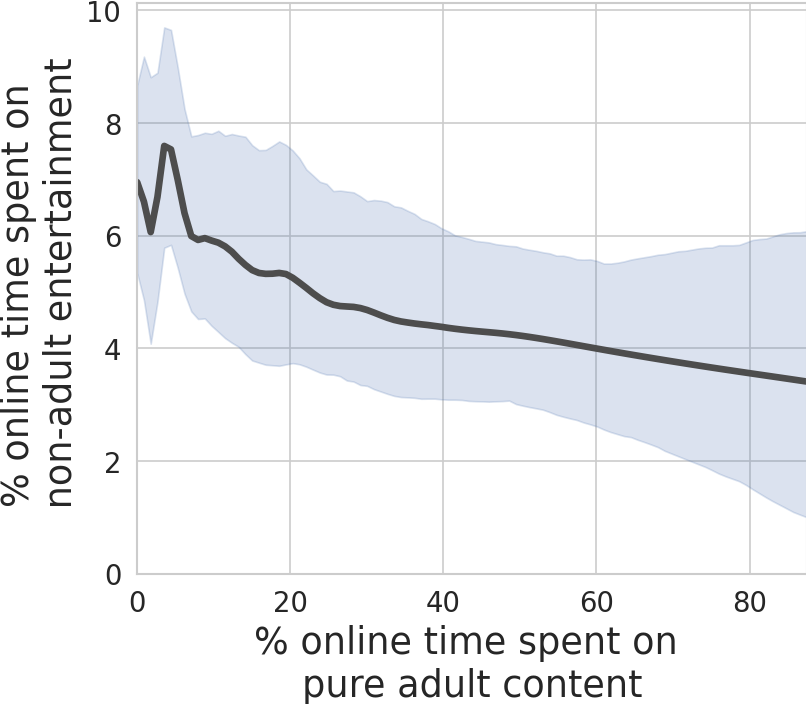 % online time spent on
non-adult entertainment
10
8
6
4
2
0
0 20 40 60 80
% online time spent on
pure adult content